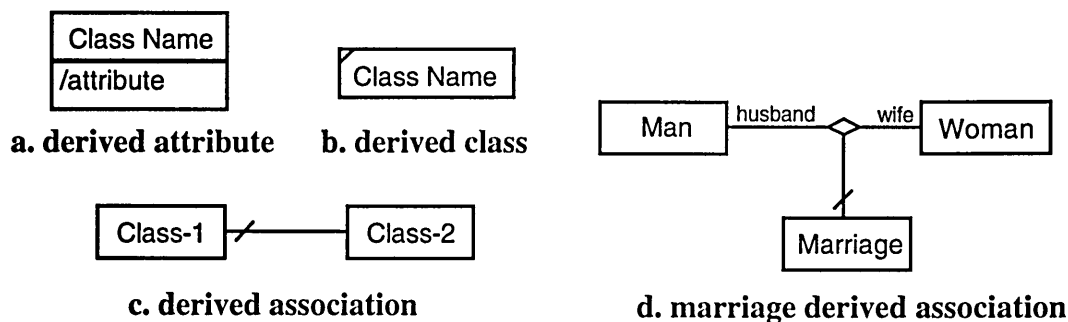 Class Name
/attribute
a. derived attribute
Class Name
b. derived class
Class-1
Class-2
c. derived association
Man
husband
wife
Woman
Marriage
d. marriage derived association